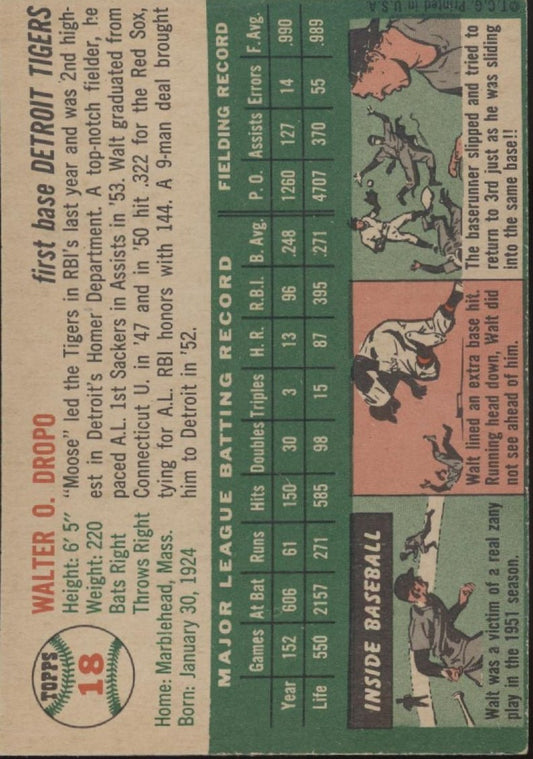 TOPPS
18
WALTER O. DROPO
first base DETROIT TIGERS
Height: 6' 5"
Weight: 220
Bats Right
Throws Right
Home: Marblehead, Mass.
Born: January 30, 1924
"Moose" led the Tigers in RBI's last year and was 2nd high-
est in Detroit's Homer Department. A top-notch fielder, he
paced A.L. 1st Sackers in Assists in '53. Walt graduated from
Connecticut U. in '47 and in '50 hit .322 for the Red Sox,
tying for A.L. RBI honors with 144. A 9-man deal brought
him to Detroit in '52.
MAJOR LEAGUE BATTING RECORD FIELDING RECORD
Games At Bat Runs Hits Doubles Triples H.R. R.B.I. B. Avg. P.O. Assists Errors F. Avg.
Year 152 606 61 150 30 3 13 96 .248 1260 127 14 .990
Life 550 2157 271 585 98 15 87 395 .271 4707 370 55 .989
INSIDE BASEBALL
Walt was a victim of a real zany
play in the 1951 season.
Walt lined an extra base hit.
Running head down, Walt did
not see ahead of him.
The baserunner slipped and tried to
return to 3rd just as he was sliding
into the same base!!
©T.C.G. Printed in U.S.A